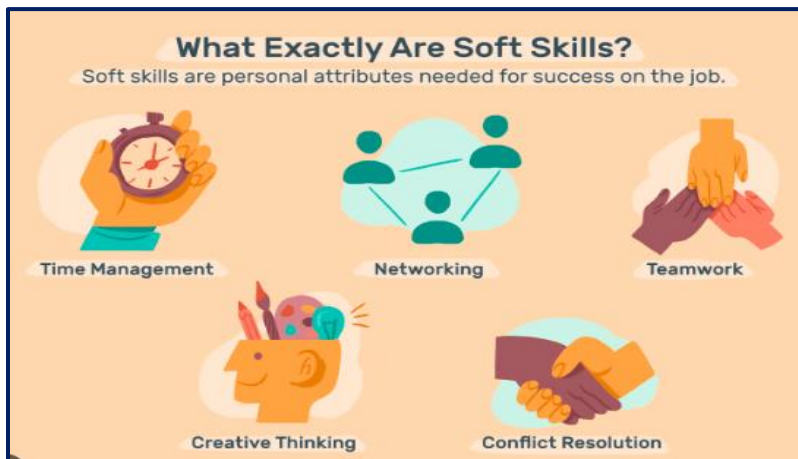 What Exactly Are Soft Skills?
Soft skills are personal attributes needed for success on the job.
Time Management
Networking
Teamwork
Creative Thinking
Conflict Resolution